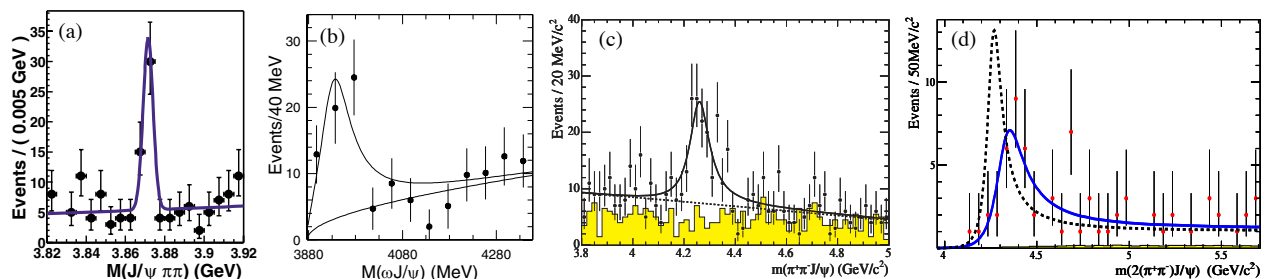 (a)
Events / ( 0.005 GeV )
35
30
25
20
15
10
5
0
3.82 3.84 3.86 3.88 3.9 3.92
M(J/ψ ππ) (GeV)
(b)
Events/40 MeV
30
20
10
0
3880 4080 4280
M(ωJ/ψ) (MeV)
(c)
Events / 20 MeV/c²
40
30
20
10
0
3.8 4 4.2 4.4 4.6 4.8 5
m(π⁺π⁻J/ψ) (GeV/c²)
(d)
Events / 50MeV/c²
10
5
4 4.5 5 5.5
m(2(π⁺π⁻)J/ψ) (GeV/c²)